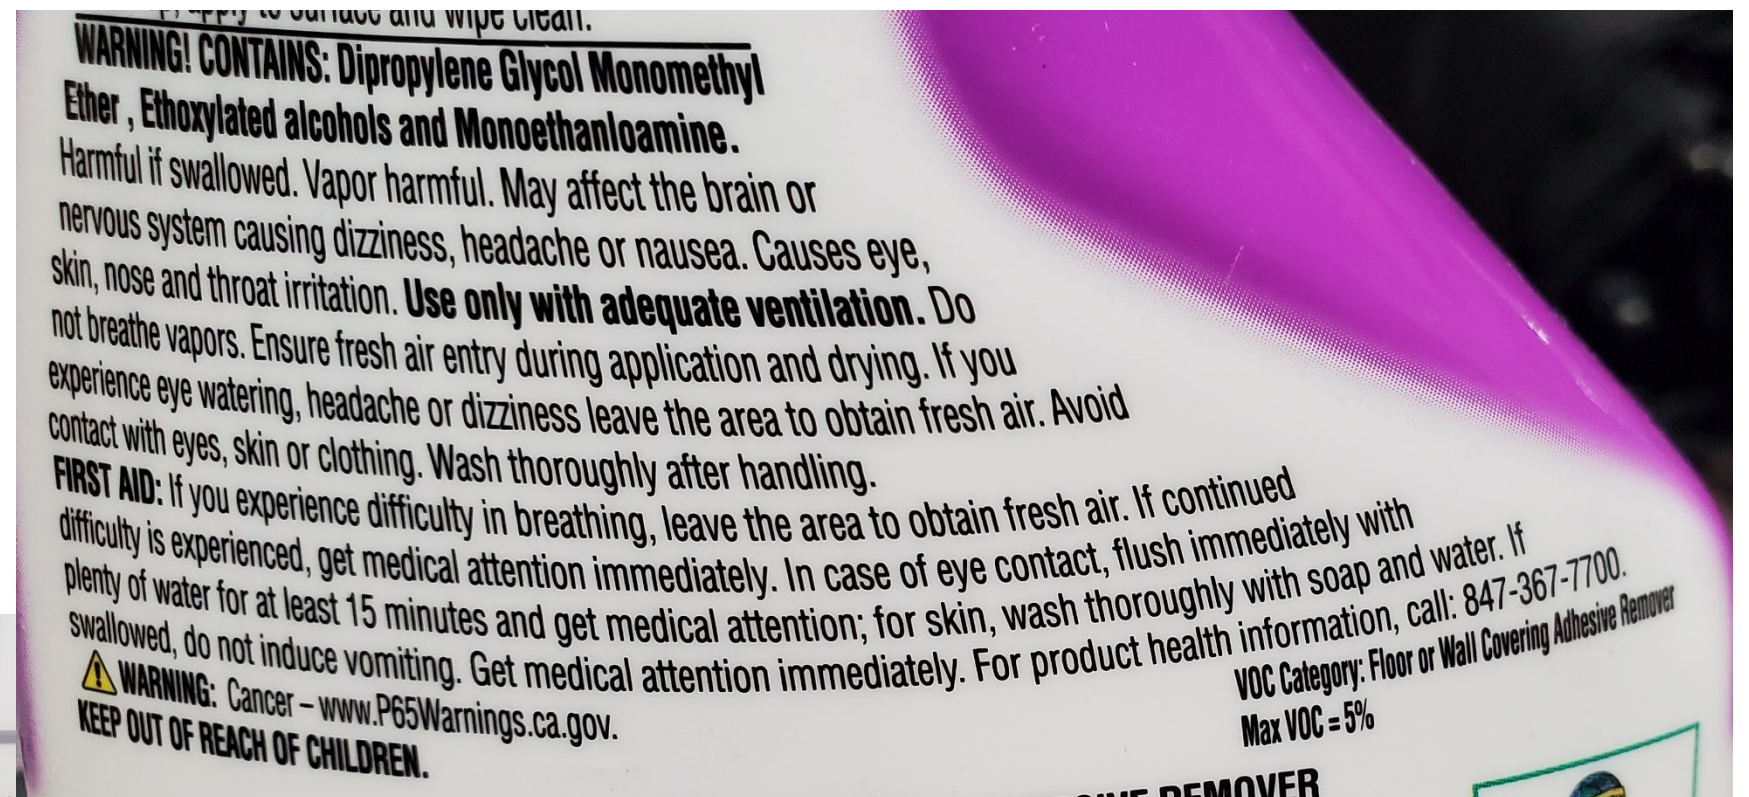 apply to surface and wipe clean.
WARNING! CONTAINS: Dipropylene Glycol Monomethyl
Ether , Ethoxylated alcohols and Monoethanloamine.
Harmful if swallowed. Vapor harmful. May affect the brain or
nervous system causing dizziness, headache or nausea. Causes eye,
skin, nose and throat irritation. Use only with adequate ventilation. Do
not breathe vapors. Ensure fresh air entry during application and drying. If you
experience eye watering, headache or dizziness leave the area to obtain fresh air. Avoid
contact with eyes, skin or clothing. Wash thoroughly after handling.
FIRST AID: If you experience difficulty in breathing, leave the area to obtain fresh air. If continued
difficulty is experienced, get medical attention immediately. In case of eye contact, flush immediately with
plenty of water for at least 15 minutes and get medical attention; for skin, wash thoroughly with soap and water. If
swallowed, do not induce vomiting. Get medical attention immediately. For product health information, call: 847-367-7700.
WARNING: Cancer – www.P65Warnings.ca.gov.
KEEP OUT OF REACH OF CHILDREN.
VOC Category: Floor or Wall Covering Adhesive Remover
Max VOC = 5%
REMOVER